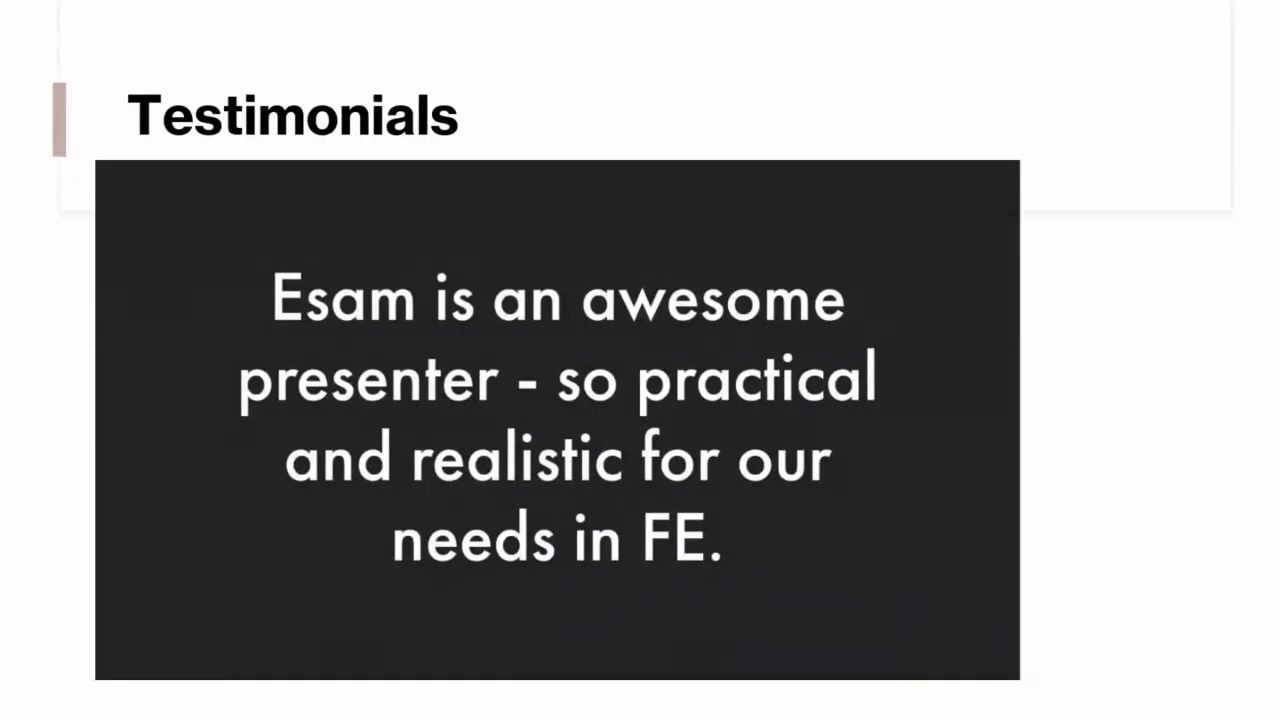 Testimonials
Esam is an awesome
presenter - so practical
and realistic for our
needs in FE.